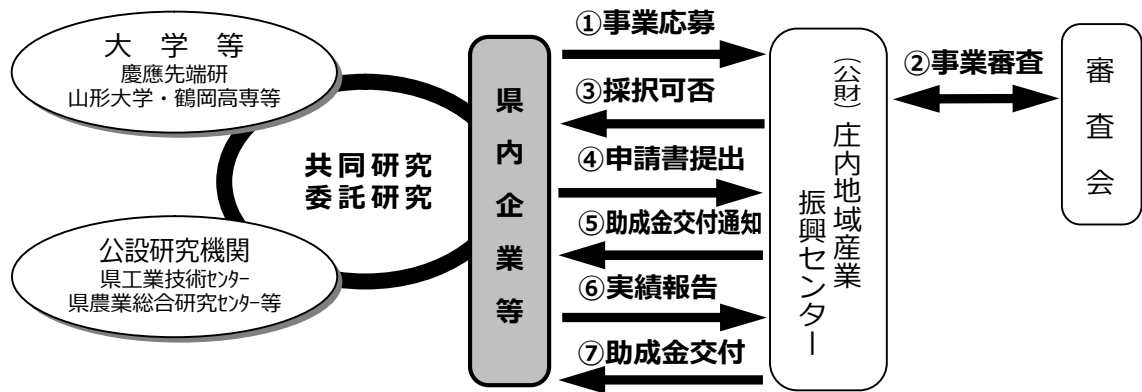 大 学 等
慶應先端研
山形大学・鶴岡高専等
共同研究
委託研究
公設研究機関
県工業技術ｾﾝﾀｰ
県農業総合研究ｾﾝﾀｰ等
県内企業等
①事業応募
③採択可否
④申請書提出
⑤助成金交付通知
⑥実績報告
⑦助成金交付
（公財）庄内地域産業
振興センター
②事業審査
審査会